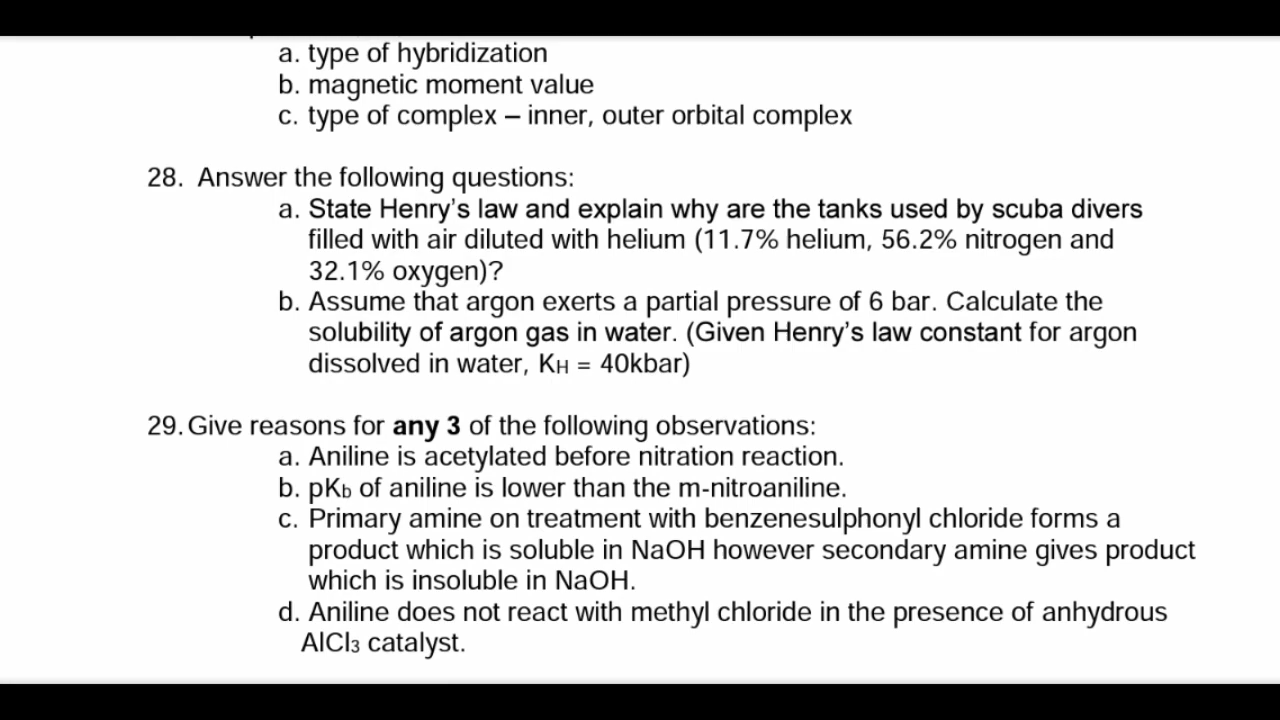 a. type of hybridization
b. magnetic moment value
c. type of complex – inner, outer orbital complex
28. Answer the following questions:
a. State Henry’s law and explain why are the tanks used by scuba divers
filled with air diluted with helium (11.7% helium, 56.2% nitrogen and
32.1% oxygen)?
b. Assume that argon exerts a partial pressure of 6 bar. Calculate the
solubility of argon gas in water. (Given Henry’s law constant for argon
dissolved in water, KH = 40kbar)
29. Give reasons for any 3 of the following observations:
a. Aniline is acetylated before nitration reaction.
b. pKb of aniline is lower than the m-nitroaniline.
c. Primary amine on treatment with benzenesulphonyl chloride forms a
product which is soluble in NaOH however secondary amine gives product
which is insoluble in NaOH.
d. Aniline does not react with methyl chloride in the presence of anhydrous
AlCl3 catalyst.